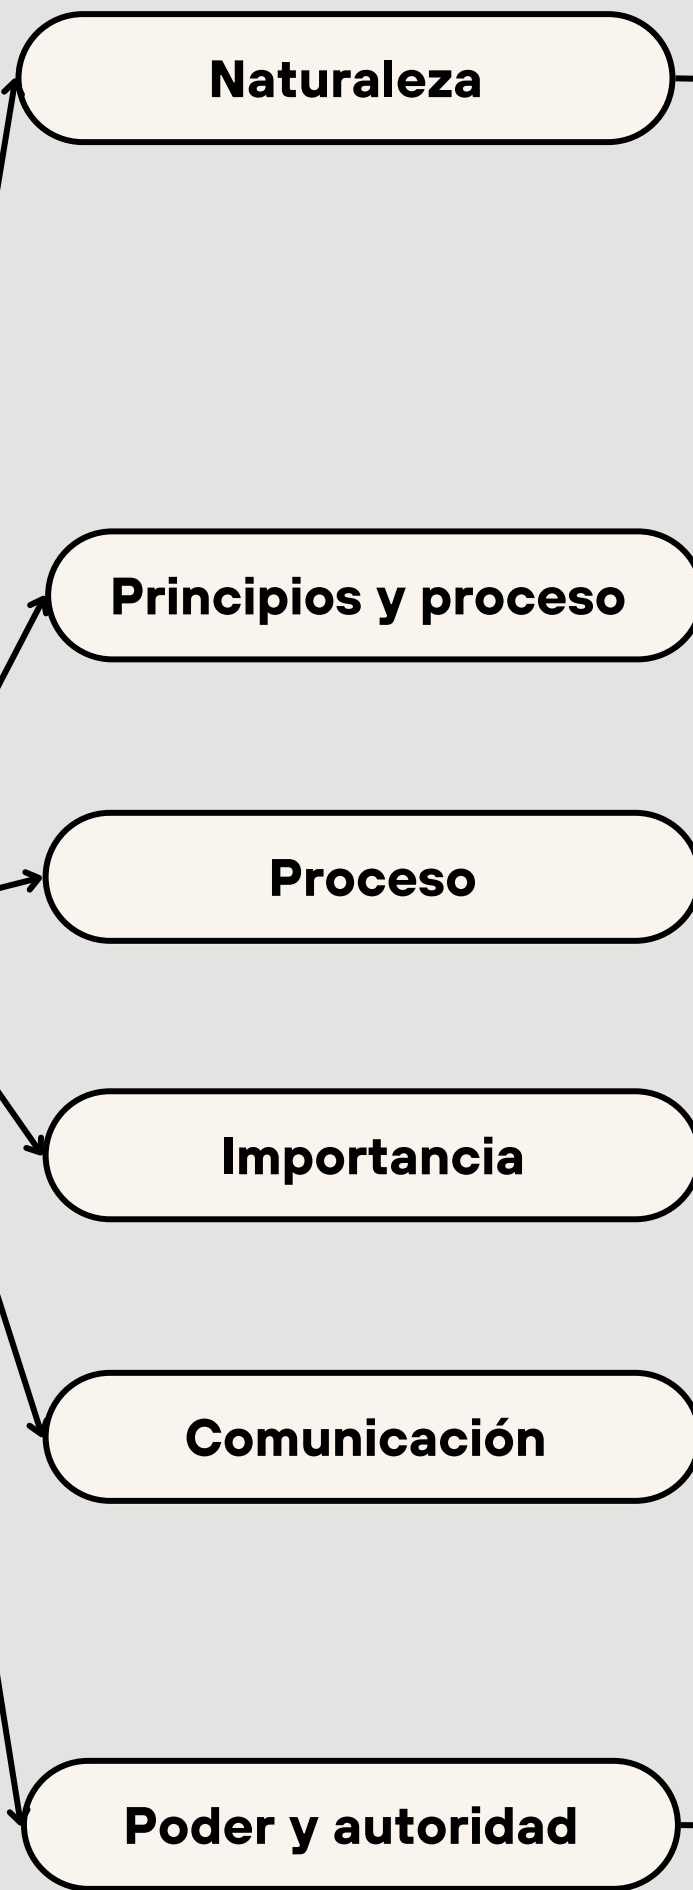 Naturaleza
Principios y proceso
Proceso
Importancia
Comunicación
Poder y autoridad